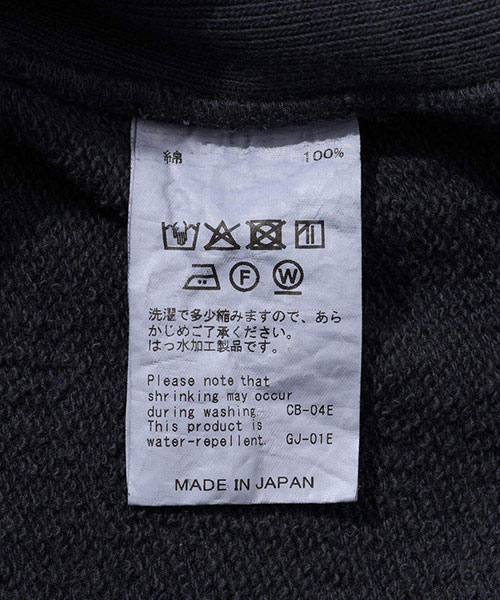 綿 100%
F W
洗濯で多少縮みますので、あら
かじめご了承ください。
はっ水加工製品です。
Please note that
shrinking may occur
during washing CB-04E
This product is
water-repellent. GJ-01E
MADE IN JAPAN